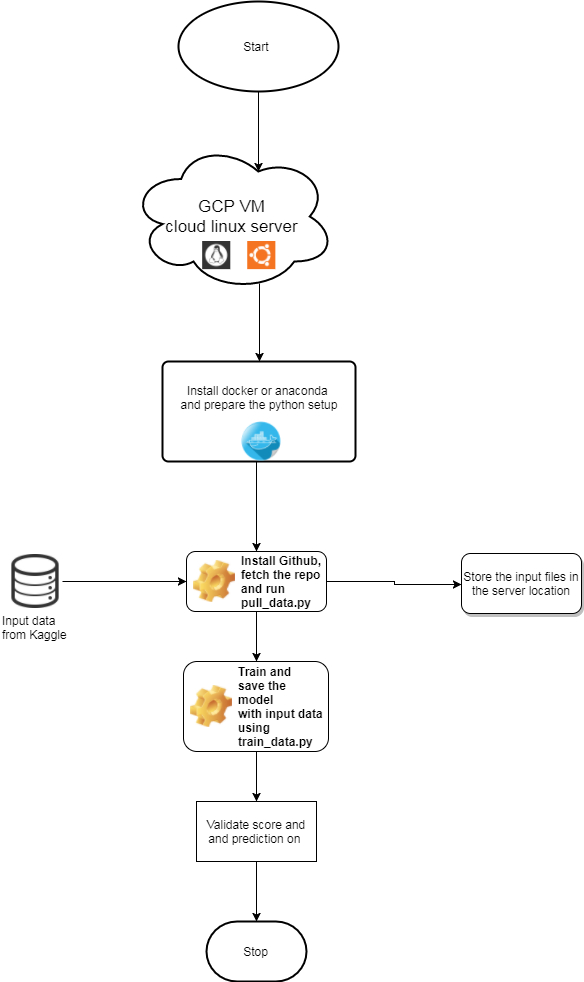 Start
GCP VM
cloud linux server
Install docker or anaconda
and prepare the python setup
Install Github,
fetch the repo
and run
pull_data.py
Input data
from Kaggle
Store the input files in
the server location
Train and
save the
model
with input data
using
train_data.py
Validate score and
and prediction on
Stop